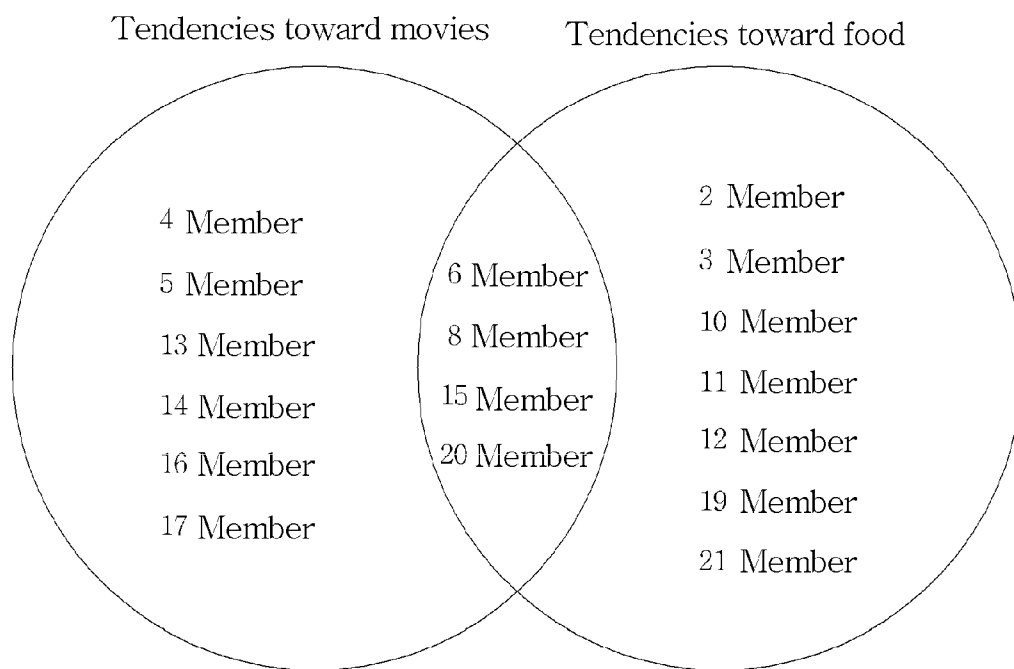 Tendencies toward movies
Tendencies toward food
4 Member
5 Member
13 Member
14 Member
16 Member
17 Member
6 Member
8 Member
15 Member
20 Member
2 Member
3 Member
10 Member
11 Member
12 Member
19 Member
21 Member